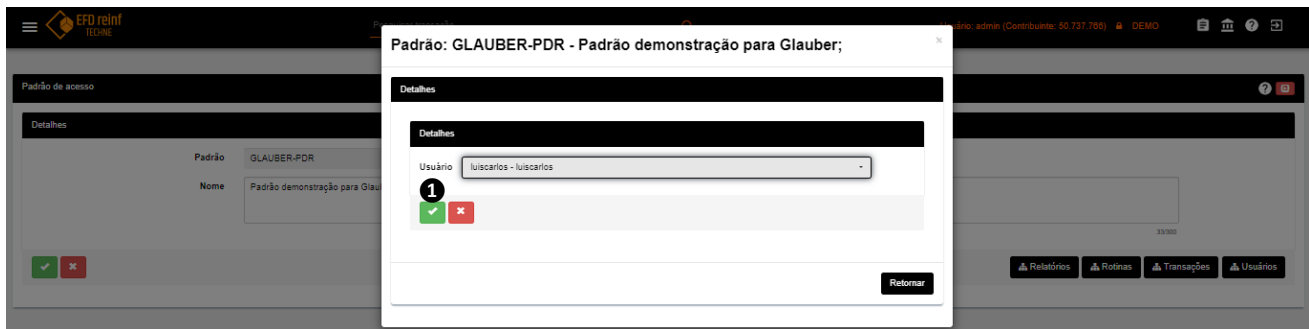 EFD reinf
TECHNE
Usuário: admin (Contribuinte: 50.737.766) DEMO
Padrão: GLAUBER-PDR - Padrão demonstração para Glauber;
×
Padrão de acesso
Detalhes
Detalhes
Detalhes
Padrão GLAUBER-PDR
Usuário luiscarlos - luiscarlos
Nome Padrão demonstração para Glau
1
33/300
Relatórios Rotinas Transações Usuários
Retornar